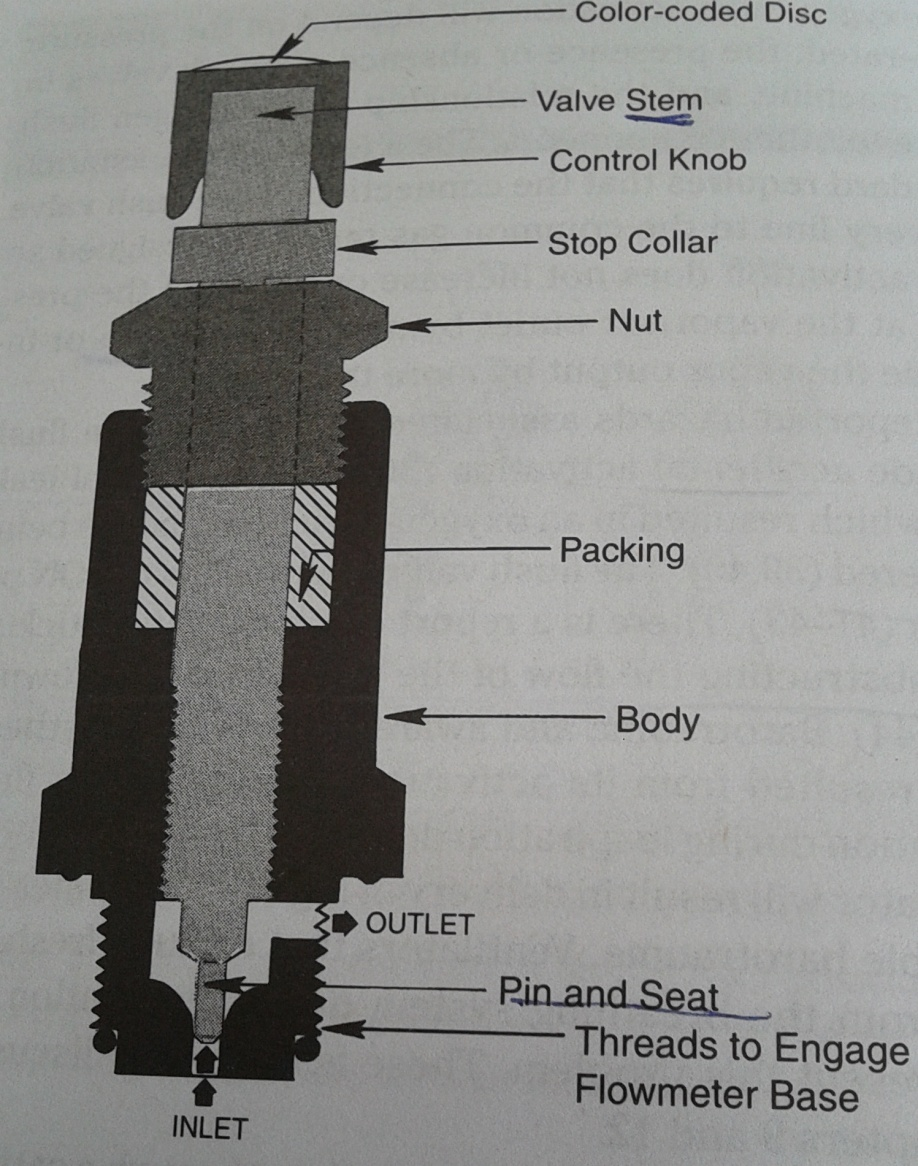 Color-coded Disc
Valve Stem
Control Knob
Stop Collar
Nut
Packing
Body
OUTLET
Pin and Seat
Threads to Engage
Flowmeter Base
INLET